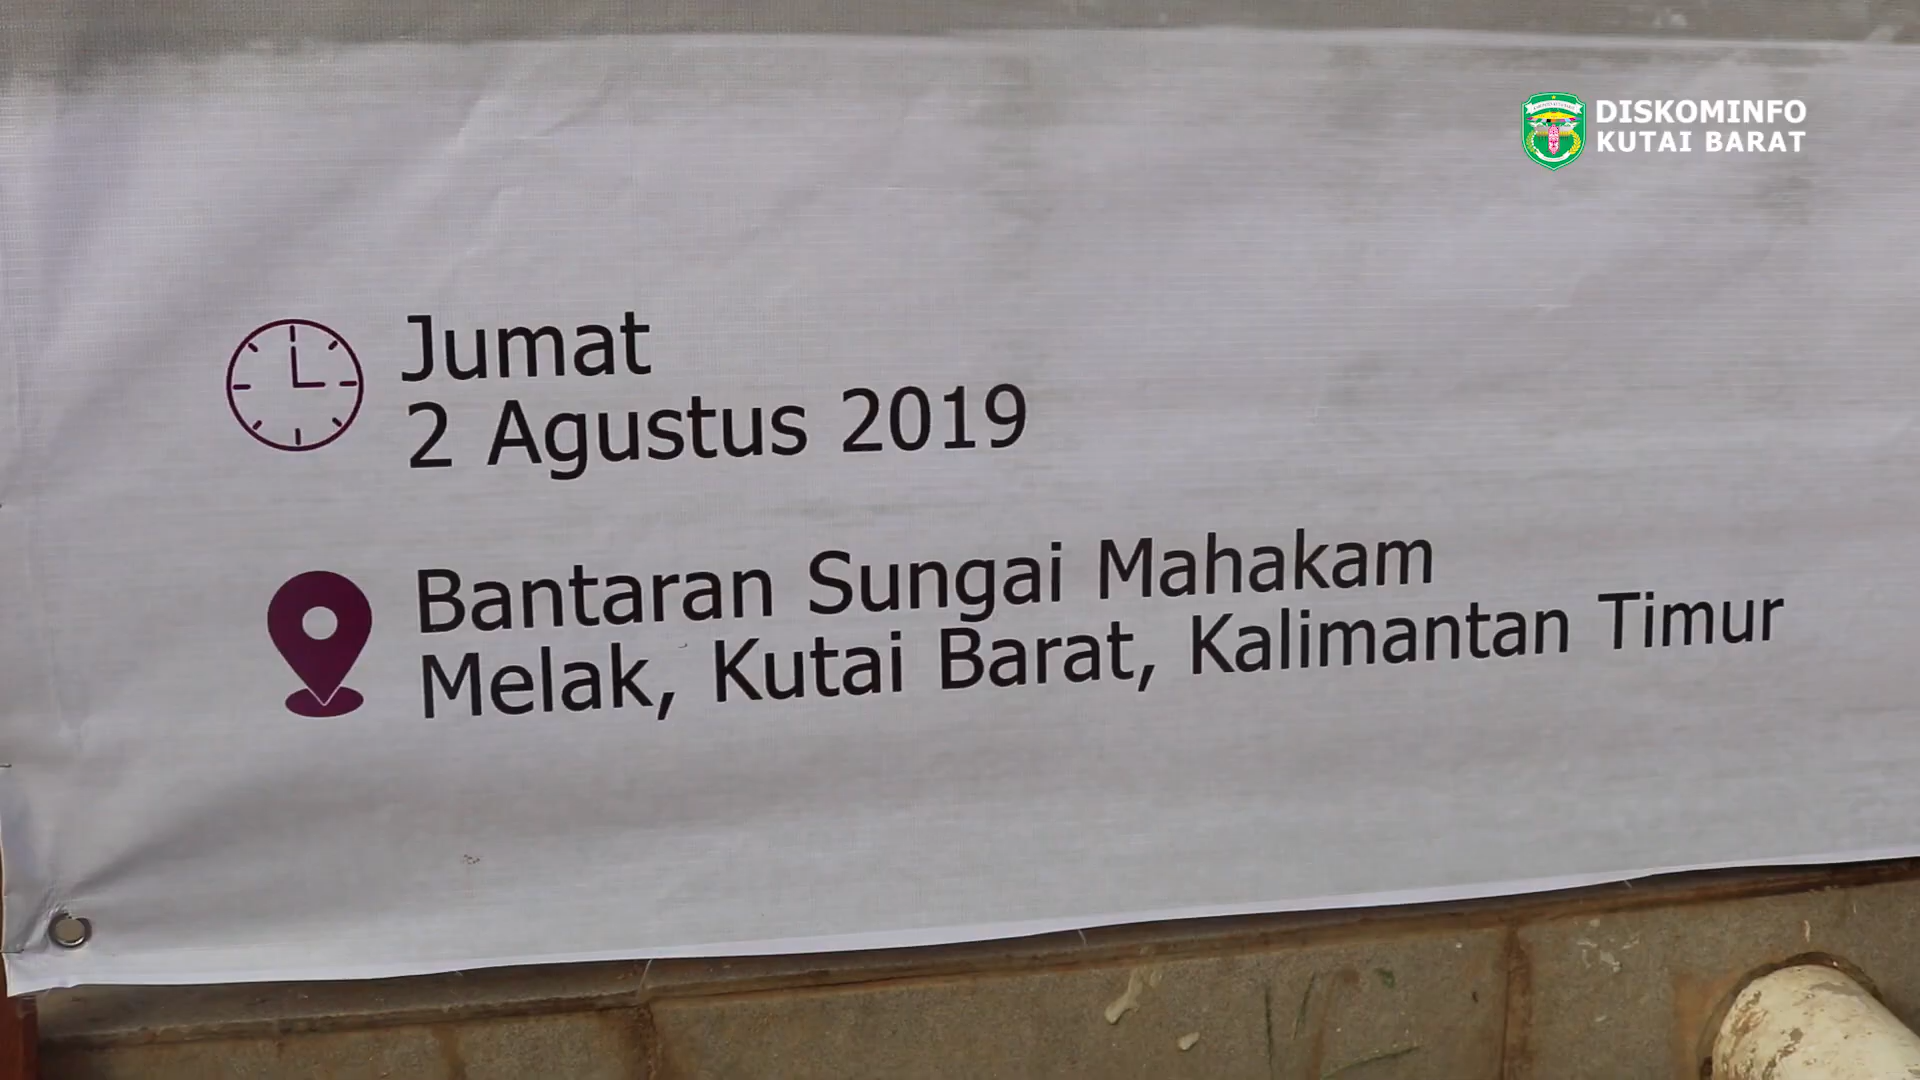 DISKOMINFO
KUTAI BARAT
Jumat
2 Agustus 2019
Bantaran Sungai Mahakam
Melak, Kutai Barat, Kalimantan Timur